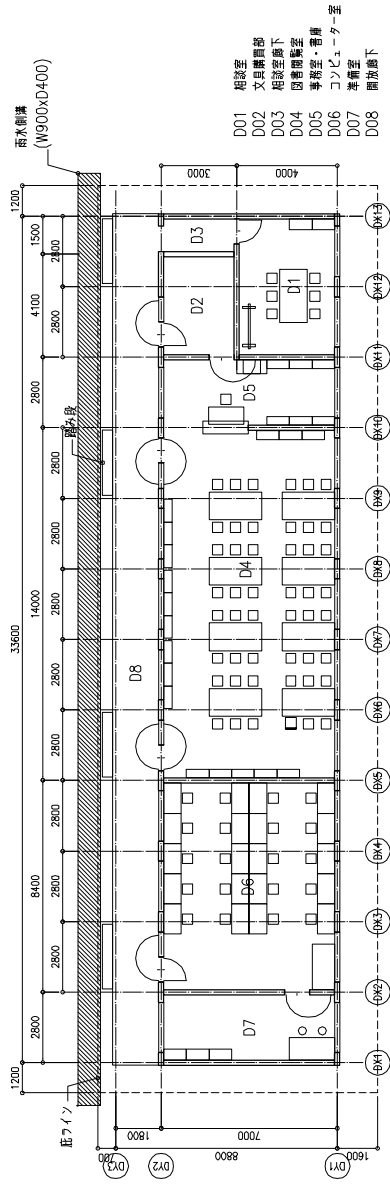 雨水側溝
(W900xD400)
D01 相談室
D02 文具購買部
D03 相談室廊下
D04 図書閲覧室
D05 事務室・書庫
D06 コンピューター室
D07 準備室
D08 開放廊下
33600
1200 2800 8400 14000 2800 4100 1500 1200
2800 2800 2800 2800 2800 2800 2800 2800 2800 2800
庇ライン
踏み段
D8
D7
D6
D4
D5
D2
D3
D1
3000
4000
700
1800
7000
8800
1600
DY3
DY2
DY1
DX1 DX2 DX3 DX4 DX5 DX6 DX7 DX8 DX9 DX10 DX11 DX12 DX13